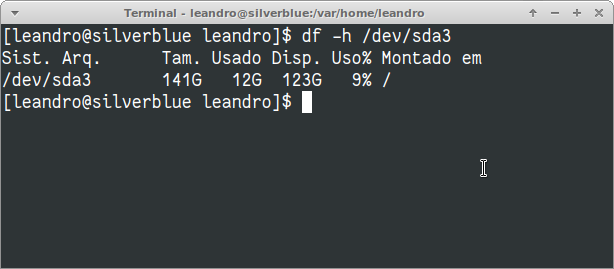 Terminal - leandro@silverblue:/var/home/leandro
[leandro@silverblue leandro]$ df -h /dev/sda3
Sist. Arq.      Tam. Usado Disp. Uso% Montado em
/dev/sda3       141G   12G  123G   9% /
[leandro@silverblue leandro]$